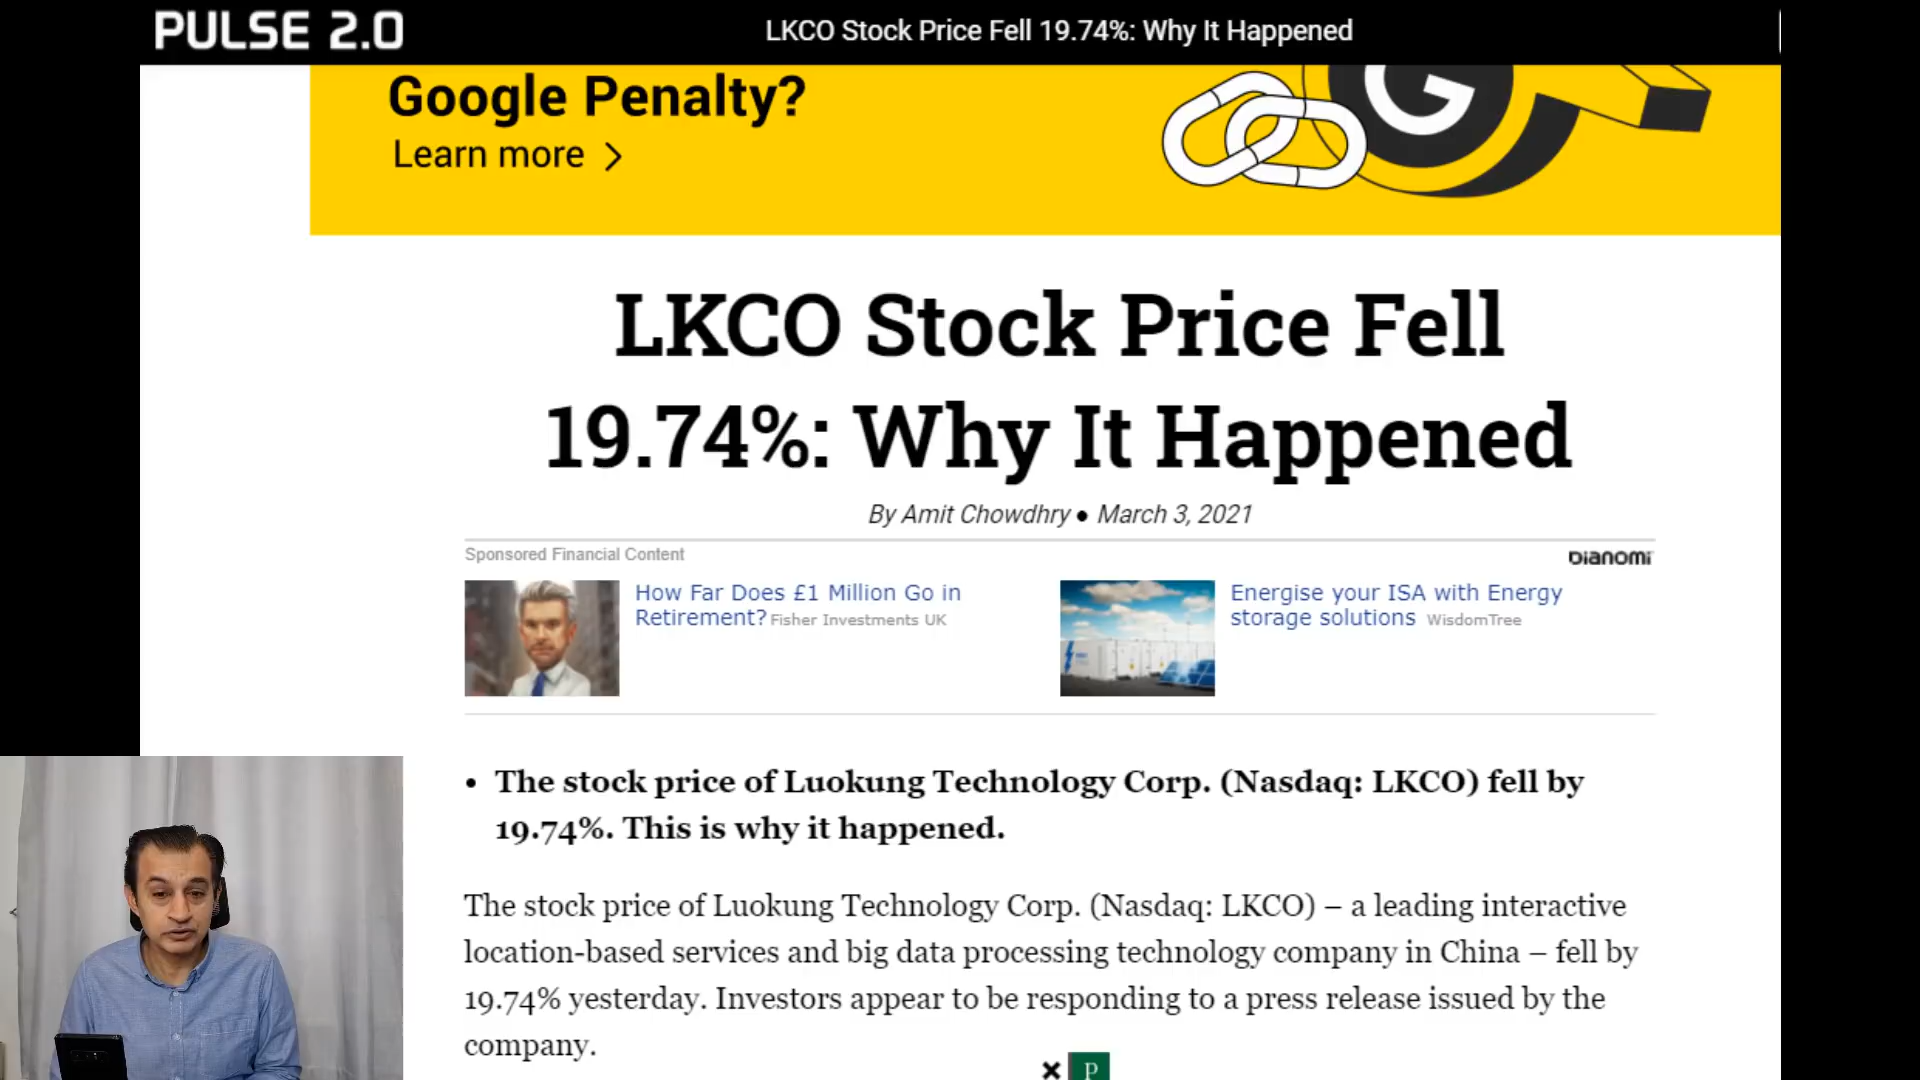 PULSE 2.0
LKCO Stock Price Fell 19.74%: Why It Happened
Google Penalty?
Learn more >
G
LKCO Stock Price Fell
19.74%: Why It Happened
By Amit Chowdhry ● March 3, 2021
Sponsored Financial Content
Dianomi
How Far Does £1 Million Go in
Retirement? Fisher Investments UK
Energise your ISA with Energy
storage solutions WisdomTree
• The stock price of Luokung Technology Corp. (Nasdaq: LKCO) fell by
19.74%. This is why it happened.
The stock price of Luokung Technology Corp. (Nasdaq: LKCO) – a leading interactive
location-based services and big data processing technology company in China – fell by
19.74% yesterday. Investors appear to be responding to a press release issued by the
company.
P